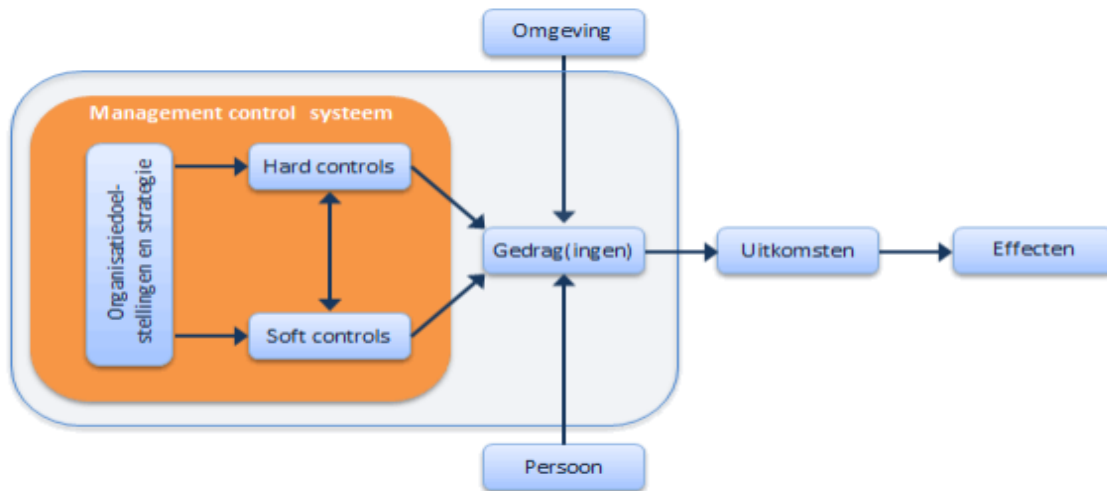 Omgeving
Management control systeem
Organisatiedoel-
stellingen en strategie
Hard controls
Gedrag(ingen)
Uitkomsten
Effecten
Soft controls
Persoon